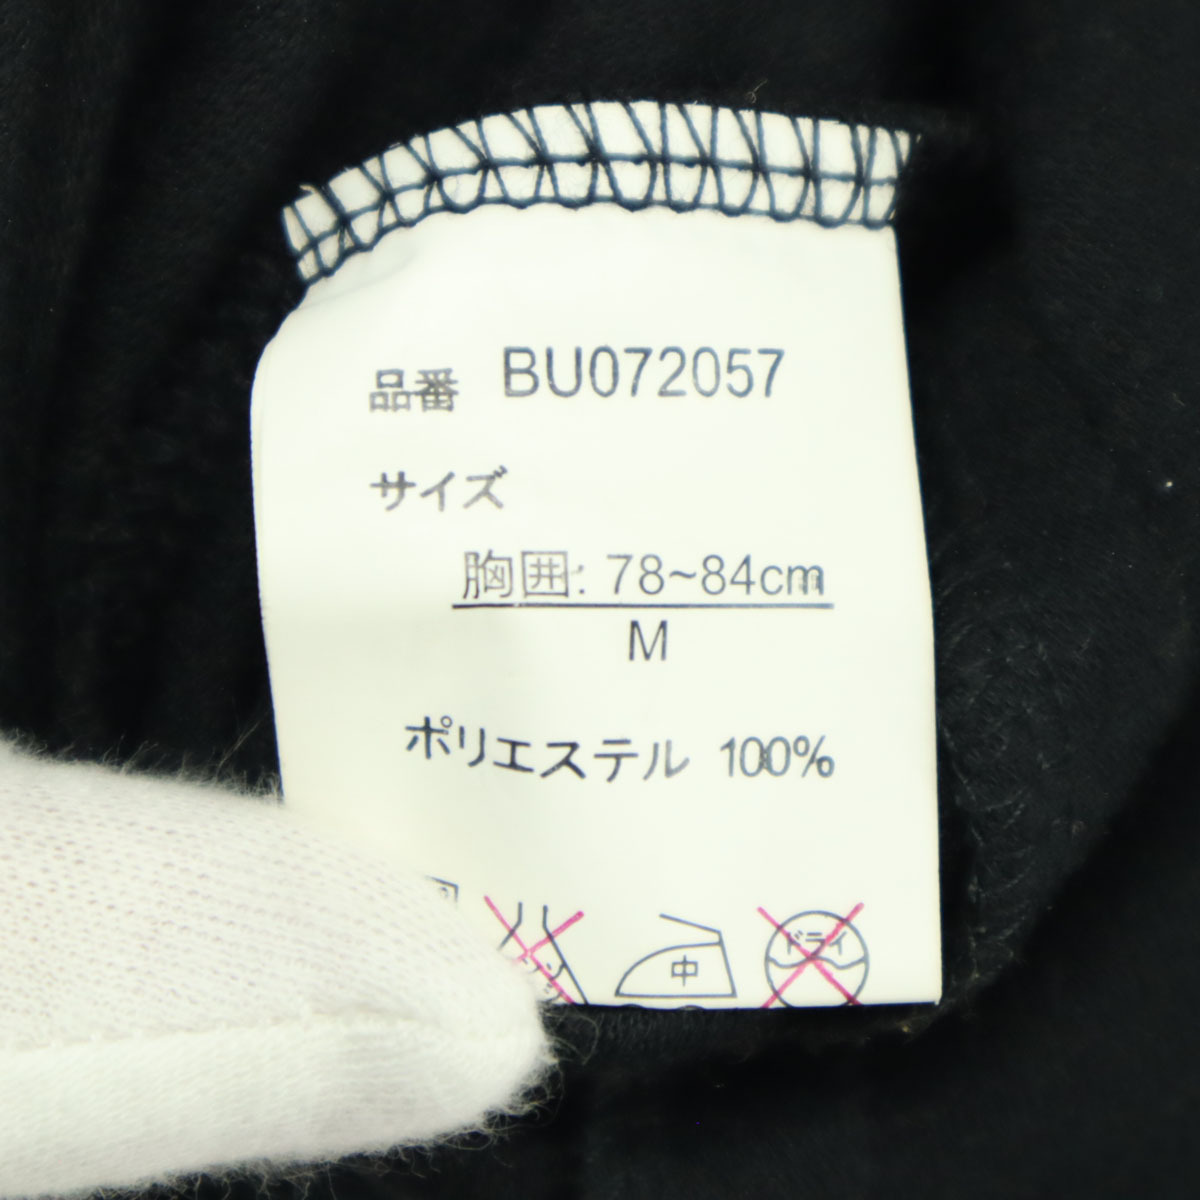 品番 BU072057
サイズ
胸囲: 78~84cm
M
ポリエステル 100%
中 ドライ